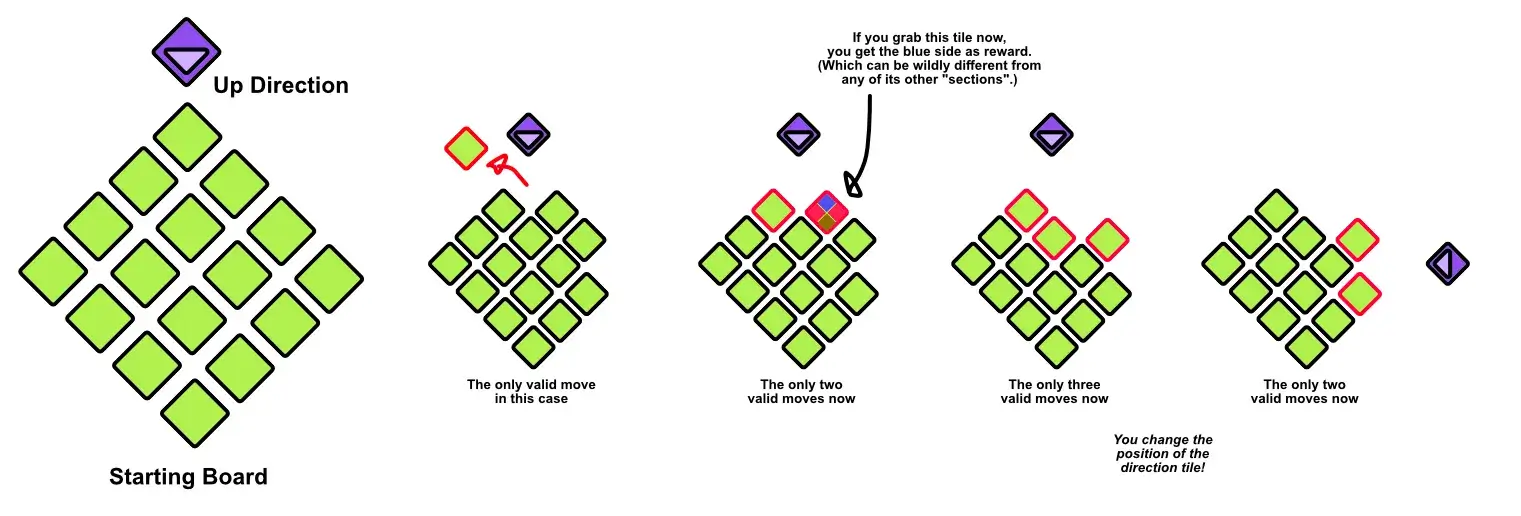 If you grab this tile now,
you get the blue side as reward.
(Which can be wildly different from
any of its other "sections".)
Up Direction
The only valid move
in this case
The only two
valid moves now
The only three
valid moves now
The only two
valid moves now
You change the
position of the
direction tile!
Starting Board